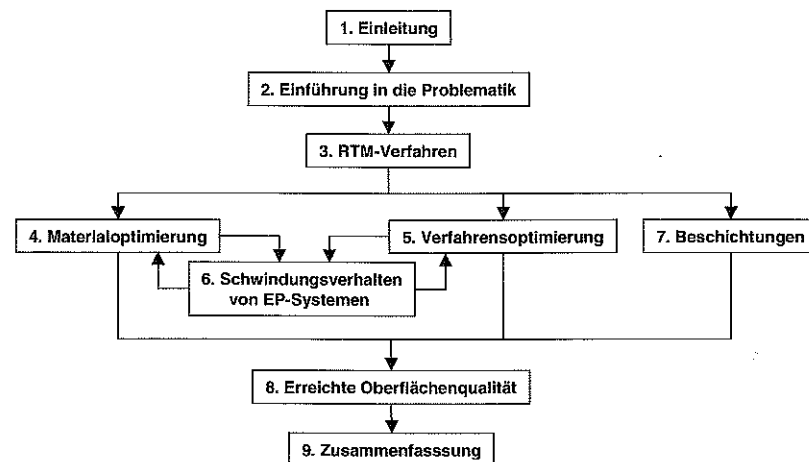 1. Einleitung
2. Einführung in die Problematik
3. RTM-Verfahren
4. Materialoptimierung
5. Verfahrensoptimierung
7. Beschichtungen
6. Schwindungsverhalten
von EP-Systemen
8. Erreichte Oberflächenqualität
9. Zusammenfasssung